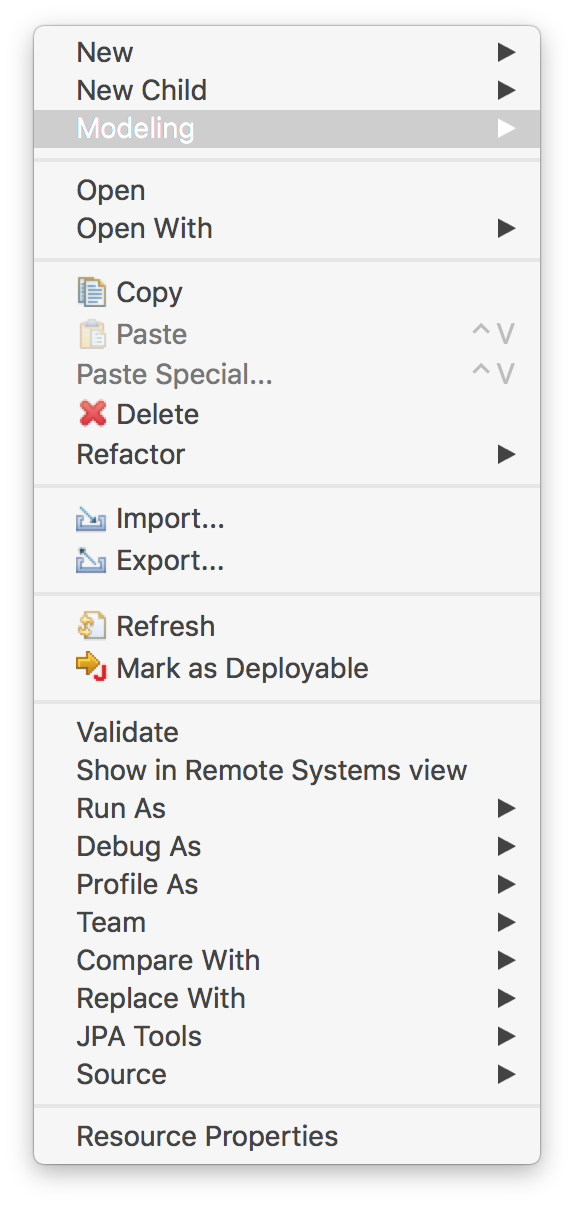 New
New Child
Modeling
Open
Open With
Copy
Paste ^ V
Paste Special... ^ V
Delete
Refactor
Import...
Export...
Refresh
Mark as Deployable
Validate
Show in Remote Systems view
Run As
Debug As
Profile As
Team
Compare With
Replace With
JPA Tools
Source
Resource Properties